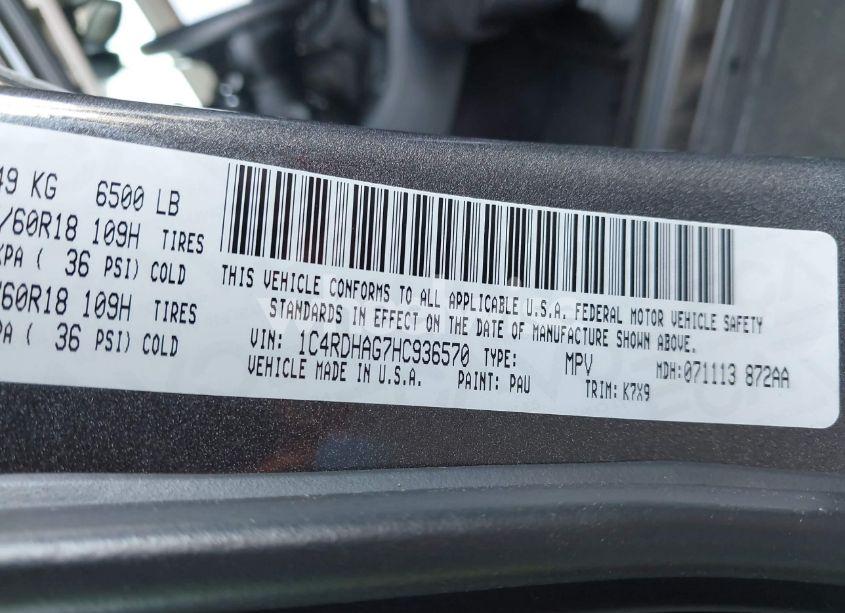 49 KG 6500 LB
/60R18 109H TIRES
KPA ( 36 PSI) COLD
/60R18 109H TIRES
PA ( 36 PSI) COLD
THIS VEHICLE CONFORMS TO ALL APPLICABLE U.S.A. FEDERAL MOTOR VEHICLE SAFETY
STANDARDS IN EFFECT ON THE DATE OF MANUFACTURE SHOWN ABOVE.
VIN: 1C4RDHAG7HC936570 TYPE: MPV MDH:071113 872AA
VEHICLE MADE IN U.S.A. PAINT: PAU TRIM: K7X9